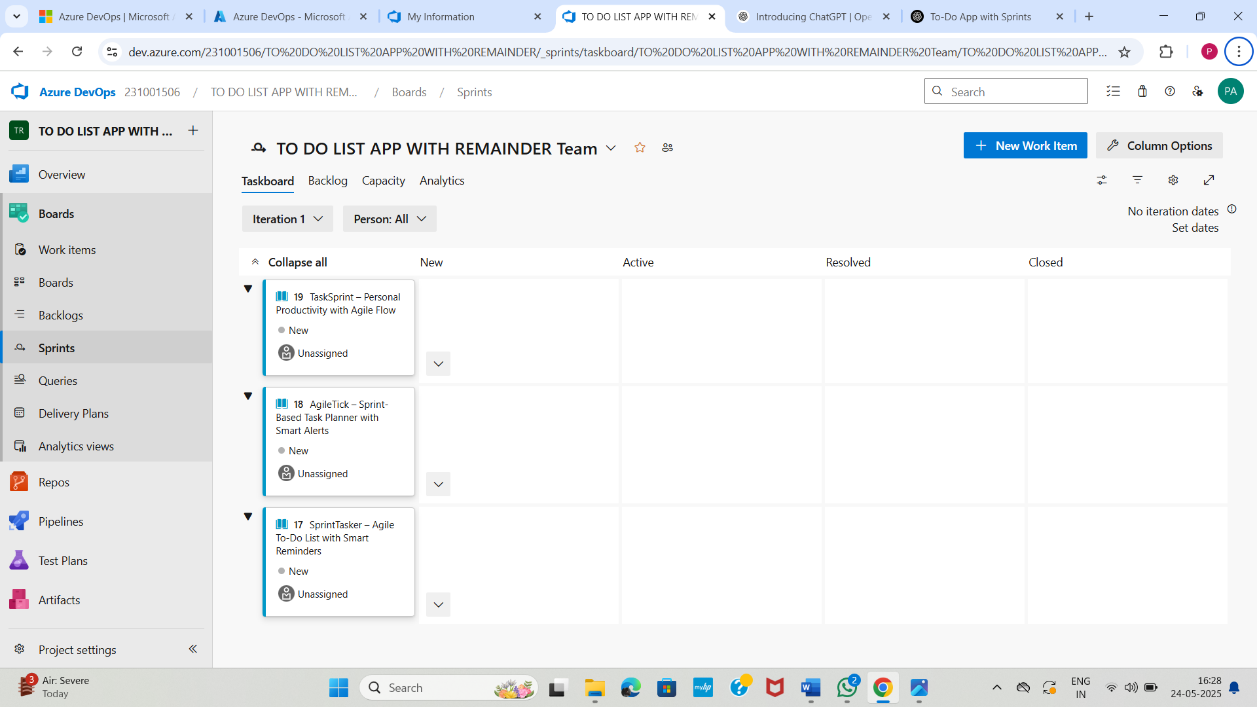 Azure DevOps | Microsoft A
Azure DevOps - Microsoft
My Information
TO DO LIST APP WITH REM
Introducing ChatGPT | Ope
To-Do App with Sprints
dev.azure.com/231001506/TO%20DO%20LIST%20APP%20WITH%20REMAINDER/_sprints/taskboard/TO%20DO%20LIST%20APP%20WITH%20REMAINDER%20Team/TO%20DO%20LIST%20APP...
P
Azure DevOps 231001506 / TO DO LIST APP WITH REM... / Boards / Sprints
Search
PA
TR TO DO LIST APP WITH ...
Overview
Boards
Work items
Boards
Backlogs
Sprints
Queries
Delivery Plans
Analytics views
Repos
Pipelines
Test Plans
Artifacts
Project settings
TO DO LIST APP WITH REMAINDER Team
New Work Item
Column Options
Taskboard Backlog Capacity Analytics
Iteration 1
Person: All
No iteration dates
Set dates
Collapse all New Active Resolved Closed
19 TaskSprint – Personal
Productivity with Agile Flow
New
Unassigned
18 AgileTick – Sprint-
Based Task Planner with
Smart Alerts
New
Unassigned
17 SprintTasker – Agile
To-Do List with Smart
Reminders
New
Unassigned
3
Air: Severe
Today
Search
myhp
2
ENG
IN
16:28
24-05-2025